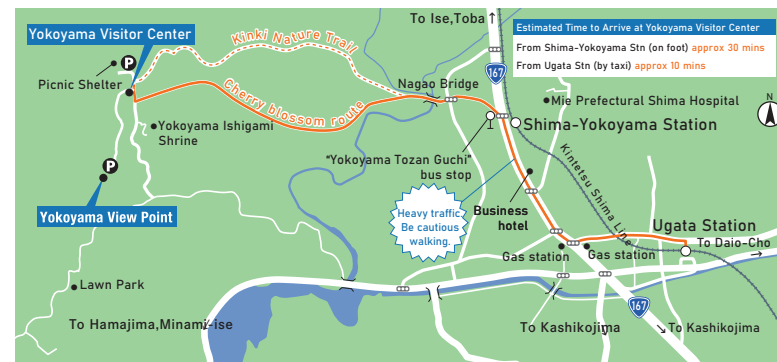 To Ise,Toba
Estimated Time to Arrive at Yokoyama Visitor Center
From Shima-Yokoyama Stn (on foot) approx 30 mins
From Ugata Stn (by taxi) approx 10 mins
Yokoyama Visitor Center
Kinki Nature Trail
P
Picnic Shelter
167
N
Nagao Bridge
Cherry blossom route
Mie Prefectural Shima Hospital
Shima-Yokoyama Station
Yokoyama Ishigami
Shrine
"Yokoyama Tozan Guchi"
bus stop
Kintetsu Shima Line
P
Yokoyama View Point
Heavy traffic.
Be cautious
walking.
Business
hotel
Ugata Station
To Daio-Cho
Gas station
Gas station
Lawn Park
167
To Hamajima,Minami-ise
To Kashikojima
To Kashikojima